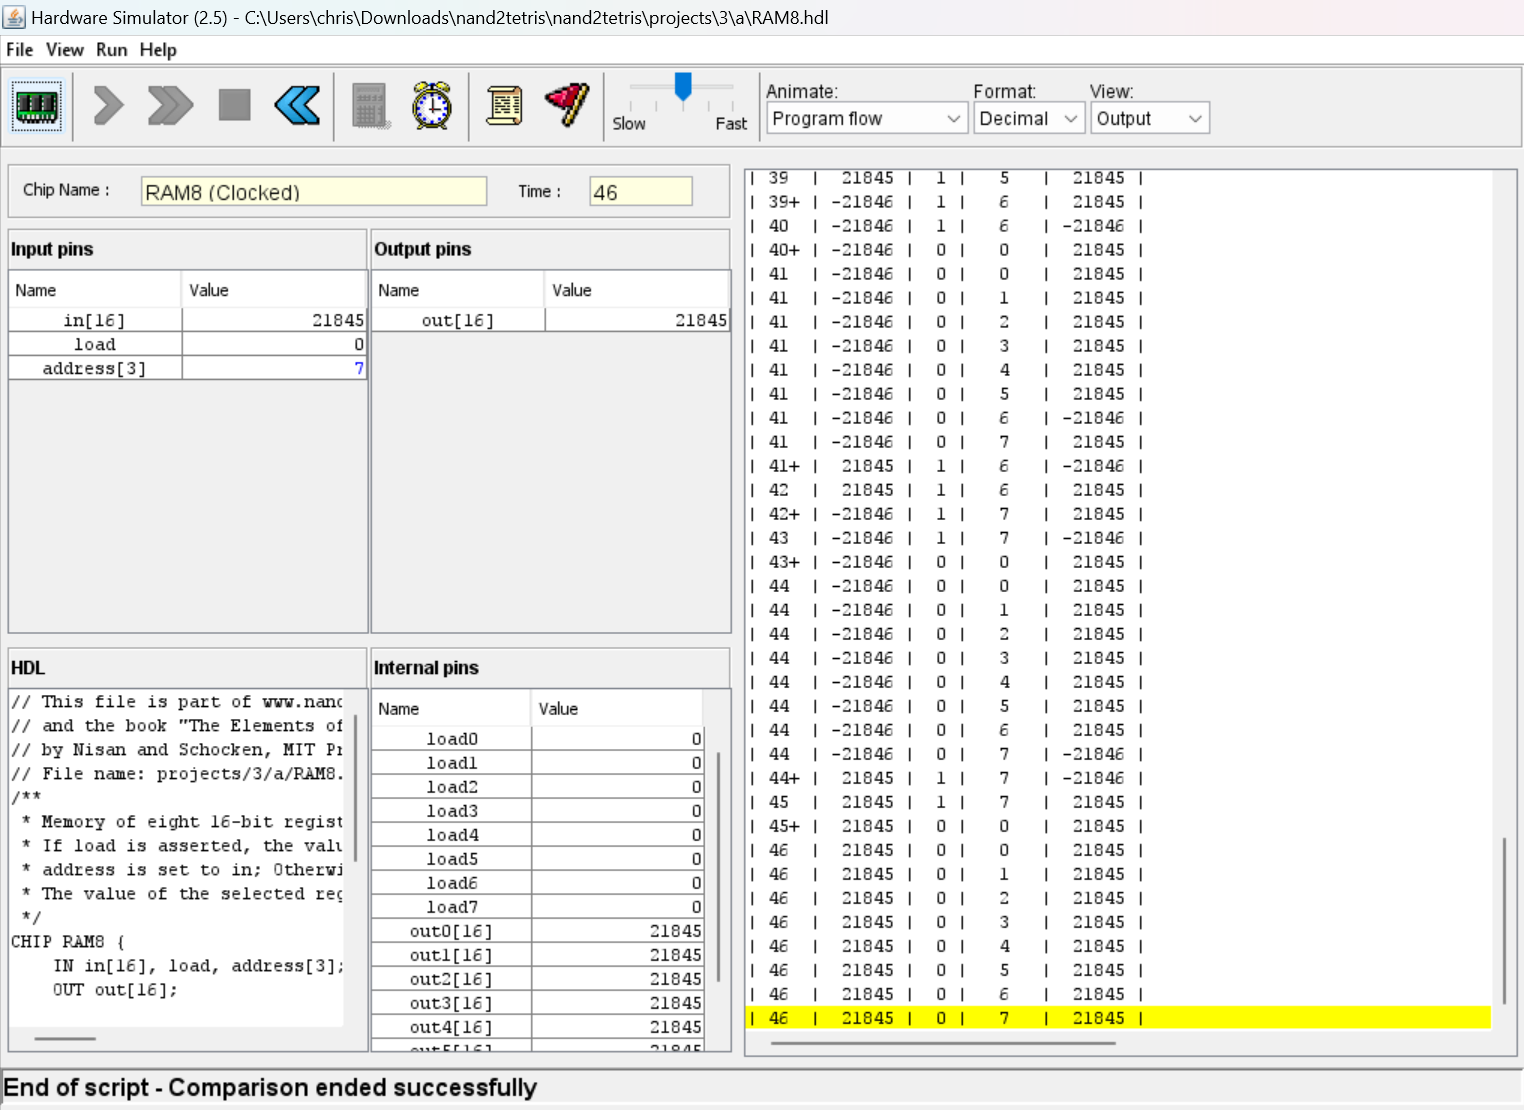 Hardware Simulator (2.5) - C:\Users\chris\Downloads\nand2tetris\nand2tetris\projects\3\a\RAM8.hdl
File View Run Help
Slow Fast
Animate: Format: View:
Program flow Decimal Output
Chip Name : RAM8 (Clocked) Time : 46
Input pins
Name Value
in[16] 21845
load 0
address[3] 7
Output pins
Name Value
out[16] 21845
HDL
// This file is part of www.nand
// and the book "The Elements of
// by Nisan and Schocken, MIT Pr
// File name: projects/3/a/RAM8.
/**
* Memory of eight 16-bit regist
* If load is asserted, the valu
* address is set to in; Otherwi
* The value of the selected reg
*/
CHIP RAM8 {
IN in[16], load, address[3];
OUT out[16];
Internal pins
Name Value
load0 0
load1 0
load2 0
load3 0
load4 0
load5 0
load6 0
load7 0
out0[16] 21845
out1[16] 21845
out2[16] 21845
out3[16] 21845
out4[16] 21845
out5[16] 21845
| 39 | 21845 | 1 | 5 | 21845 |
| 39+ | -21846 | 1 | 6 | 21845 |
| 40 | -21846 | 1 | 6 | -21846 |
| 40+ | -21846 | 0 | 0 | 21845 |
| 41 | -21846 | 0 | 0 | 21845 |
| 41 | -21846 | 0 | 1 | 21845 |
| 41 | -21846 | 0 | 2 | 21845 |
| 41 | -21846 | 0 | 3 | 21845 |
| 41 | -21846 | 0 | 4 | 21845 |
| 41 | -21846 | 0 | 5 | 21845 |
| 41 | -21846 | 0 | 6 | -21846 |
| 41 | -21846 | 0 | 7 | 21845 |
| 41+ | 21845 | 1 | 6 | -21846 |
| 42 | 21845 | 1 | 6 | 21845 |
| 42+ | -21846 | 1 | 7 | 21845 |
| 43 | -21846 | 1 | 7 | -21846 |
| 43+ | -21846 | 0 | 0 | 21845 |
| 44 | -21846 | 0 | 0 | 21845 |
| 44 | -21846 | 0 | 1 | 21845 |
| 44 | -21846 | 0 | 2 | 21845 |
| 44 | -21846 | 0 | 3 | 21845 |
| 44 | -21846 | 0 | 4 | 21845 |
| 44 | -21846 | 0 | 5 | 21845 |
| 44 | -21846 | 0 | 6 | 21845 |
| 44 | -21846 | 0 | 7 | -21846 |
| 44+ | 21845 | 1 | 7 | -21846 |
| 45 | 21845 | 1 | 7 | 21845 |
| 45+ | 21845 | 0 | 0 | 21845 |
| 46 | 21845 | 0 | 0 | 21845 |
| 46 | 21845 | 0 | 1 | 21845 |
| 46 | 21845 | 0 | 2 | 21845 |
| 46 | 21845 | 0 | 3 | 21845 |
| 46 | 21845 | 0 | 4 | 21845 |
| 46 | 21845 | 0 | 5 | 21845 |
| 46 | 21845 | 0 | 6 | 21845 |
| 46 | 21845 | 0 | 7 | 21845 |
End of script - Comparison ended successfully